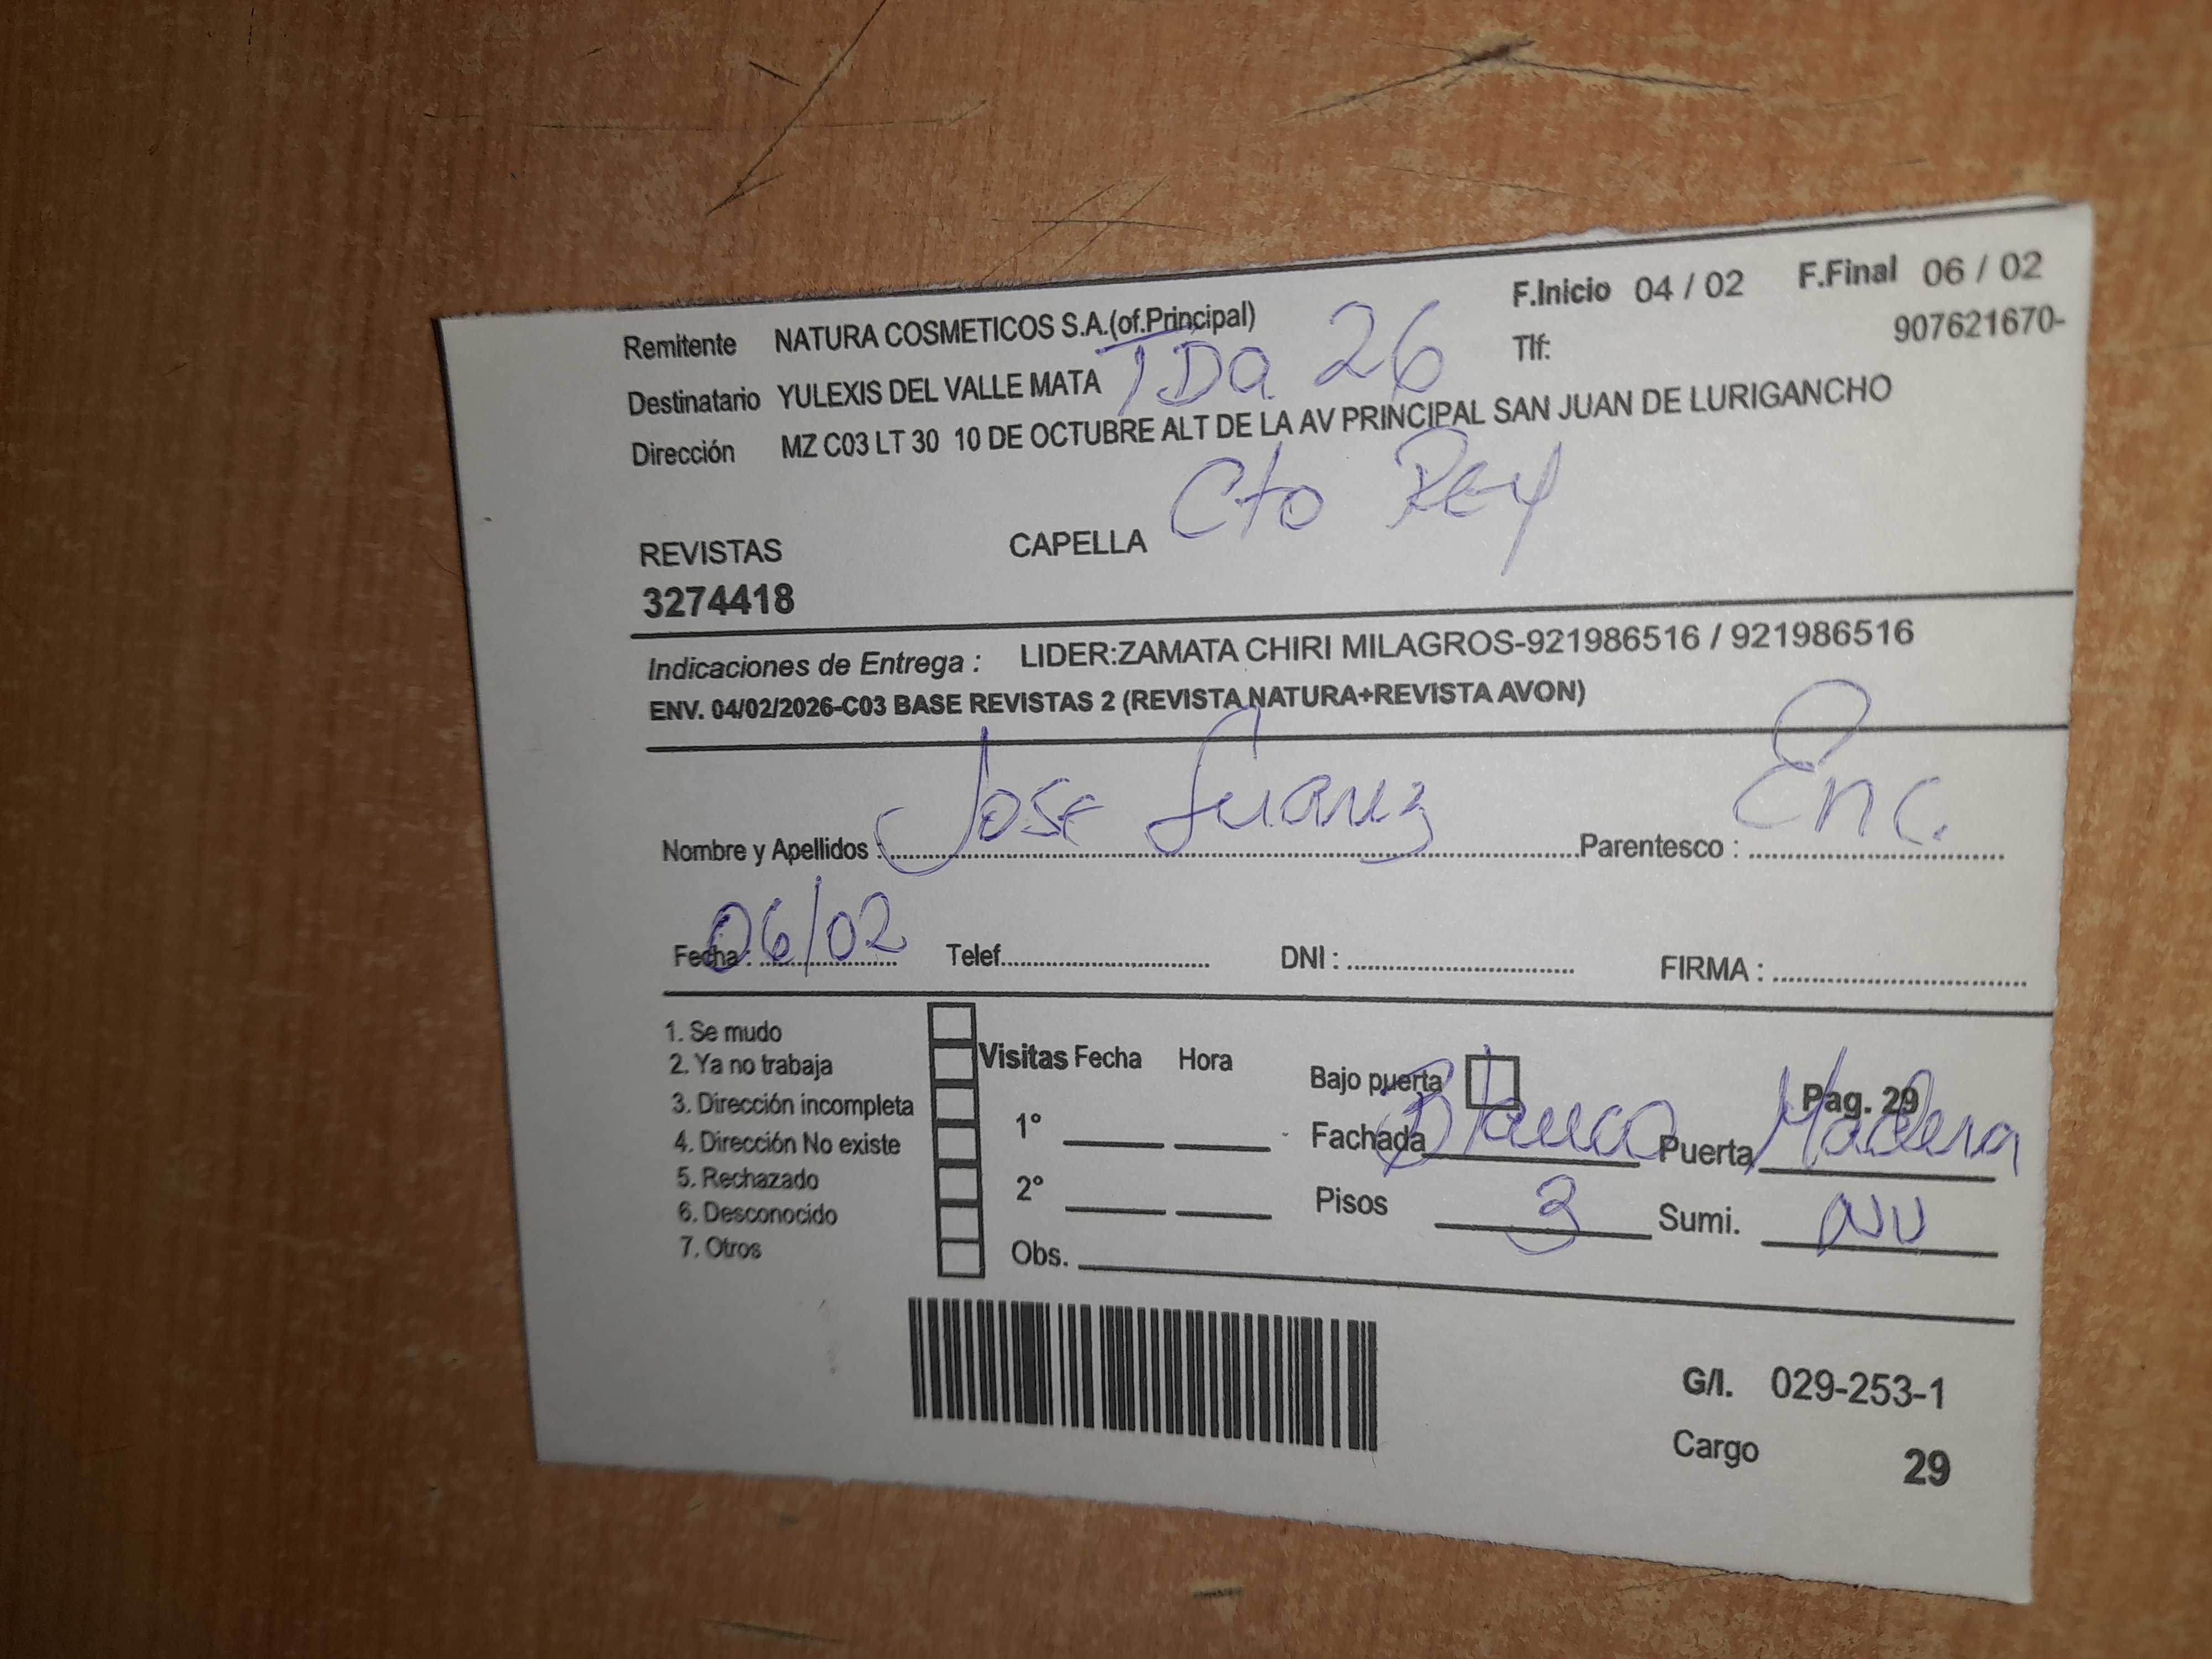 F.Inicio 04 / 02 F.Final 06 / 02
Remitente NATURA COSMETICOS S.A.(of.Principal)
Tlf: 907621670-
Destinatario YULEXIS DEL VALLE MATA TDa 26
Dirección MZ C03 LT 30 10 DE OCTUBRE ALT DE LA AV PRINCIPAL SAN JUAN DE LURIGANCHO
Cto Rey
REVISTAS CAPELLA
3274418
Indicaciones de Entrega : LIDER:ZAMATA CHIRI MILAGROS-921986516 / 921986516
ENV. 04/02/2026-C03 BASE REVISTAS 2 (REVISTA NATURA+REVISTA AVON)
Nombre y Apellidos : Jose Suarez Parentesco : Enc.
Fecha : 06/02 Telef. DNI : FIRMA :
1. Se mudo
2. Ya no trabaja
3. Dirección incompleta
4. Dirección No existe
5. Rechazado
6. Desconocido
7. Otros
Visitas Fecha Hora
1°
2°
Obs.
Bajo puerta Pag. 29
Fachada Blanco Puerta Madera
Pisos 3 Sumi.
G/I. 029-253-1
Cargo 29